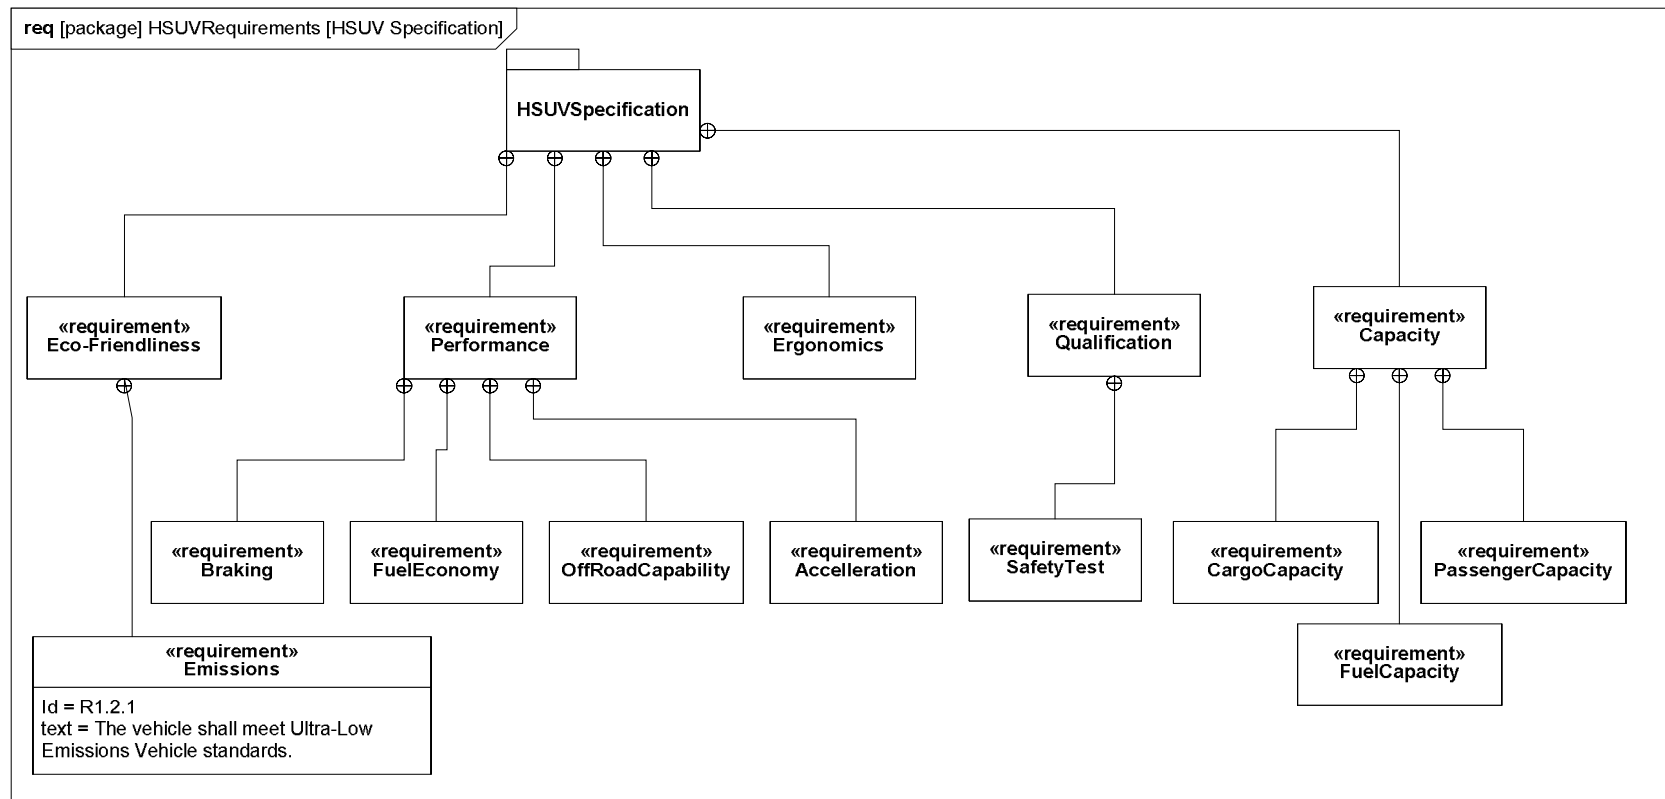 req [package] HSUVRequirements [HSUV Specification]
HSUVSpecification
«requirement»
Eco-Friendliness
«requirement»
Performance
«requirement»
Ergonomics
«requirement»
Qualification
«requirement»
Capacity
«requirement»
Braking
«requirement»
FuelEconomy
«requirement»
OffRoadCapability
«requirement»
Accelleration
«requirement»
SafetyTest
«requirement»
CargoCapacity
«requirement»
PassengerCapacity
«requirement»
FuelCapacity
«requirement»
Emissions
Id = R1.2.1
text = The vehicle shall meet Ultra-Low
Emissions Vehicle standards.